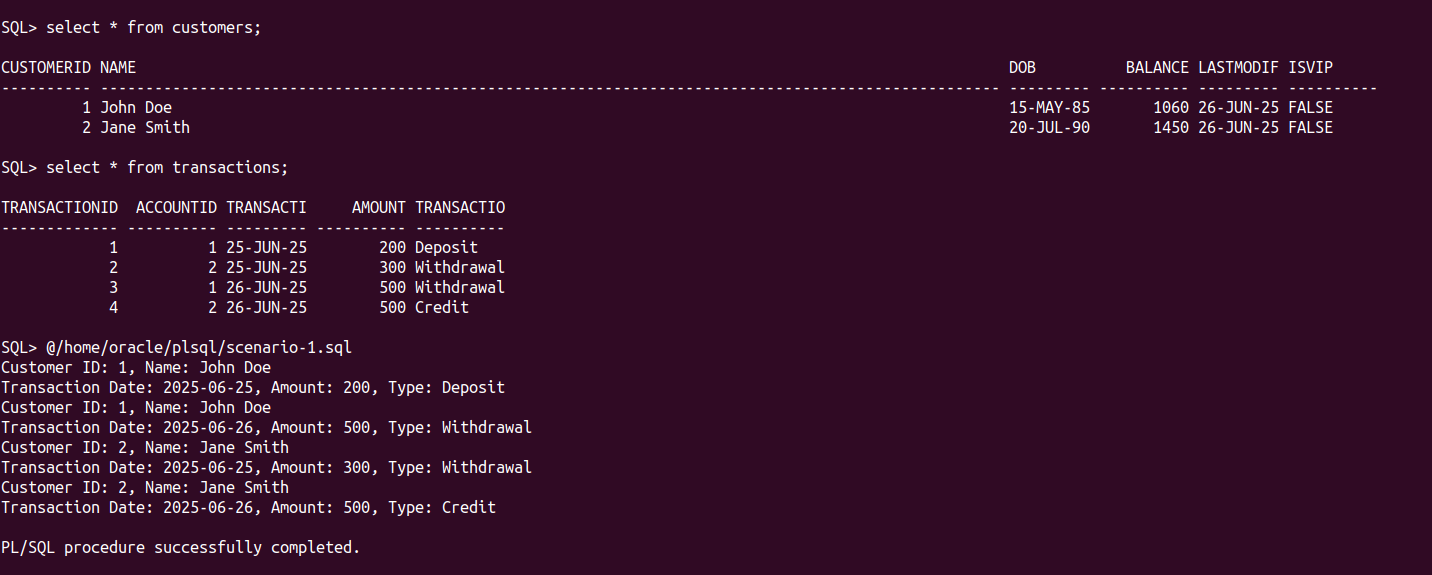 SQL> select * from customers;
CUSTOMERID NAME DOB BALANCE LASTMODIF ISVIP
---------- ---------------------------------------------------------------------------------------------------- --------- ---------- --------- ----------
1 John Doe 15-MAY-85 1060 26-JUN-25 FALSE
2 Jane Smith 20-JUL-90 1450 26-JUN-25 FALSE
SQL> select * from transactions;
TRANSACTIONID ACCOUNTID TRANSACTI AMOUNT TRANSACTIO
------------- ---------- --------- ---------- ----------
1 1 25-JUN-25 200 Deposit
2 2 25-JUN-25 300 Withdrawal
3 1 26-JUN-25 500 Withdrawal
4 2 26-JUN-25 500 Credit
SQL> @/home/oracle/plsql/scenario-1.sql
Customer ID: 1, Name: John Doe
Transaction Date: 2025-06-25, Amount: 200, Type: Deposit
Customer ID: 1, Name: John Doe
Transaction Date: 2025-06-26, Amount: 500, Type: Withdrawal
Customer ID: 2, Name: Jane Smith
Transaction Date: 2025-06-25, Amount: 300, Type: Withdrawal
Customer ID: 2, Name: Jane Smith
Transaction Date: 2025-06-26, Amount: 500, Type: Credit
PL/SQL procedure successfully completed.